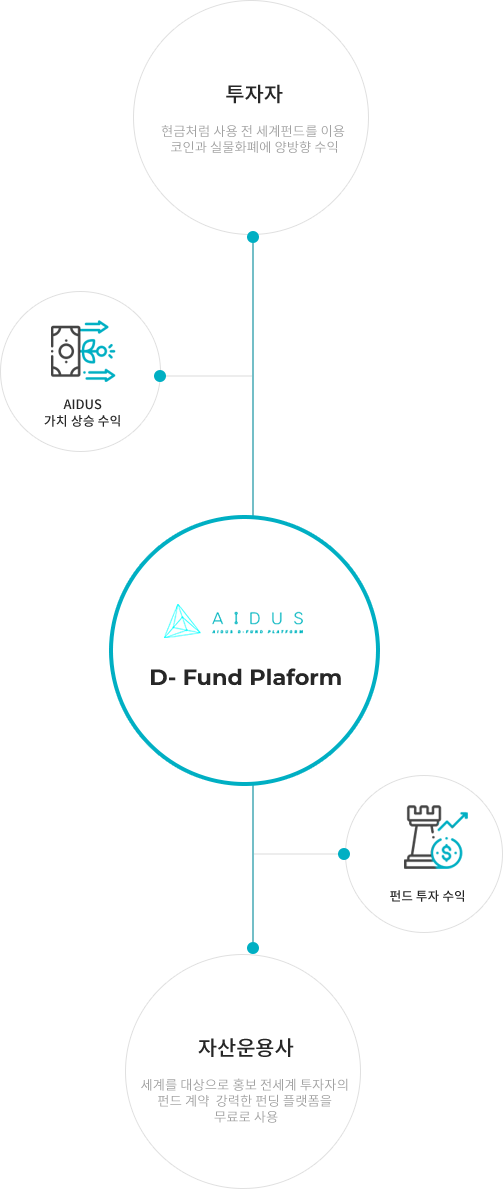 투자자
현금처럼 사용 전 세계펀드를 이용
코인과 실물화폐에 양방향 수익
AIDUS
가치 상승 수익
AIDUS
AIDUS D-FUND PLATFORM
D- Fund Plaform
펀드 투자 수익
자산운용사
세계를 대상으로 홍보 전세계 투자자의
펀드 계약 강력한 펀딩 플랫폼을
무료로 사용